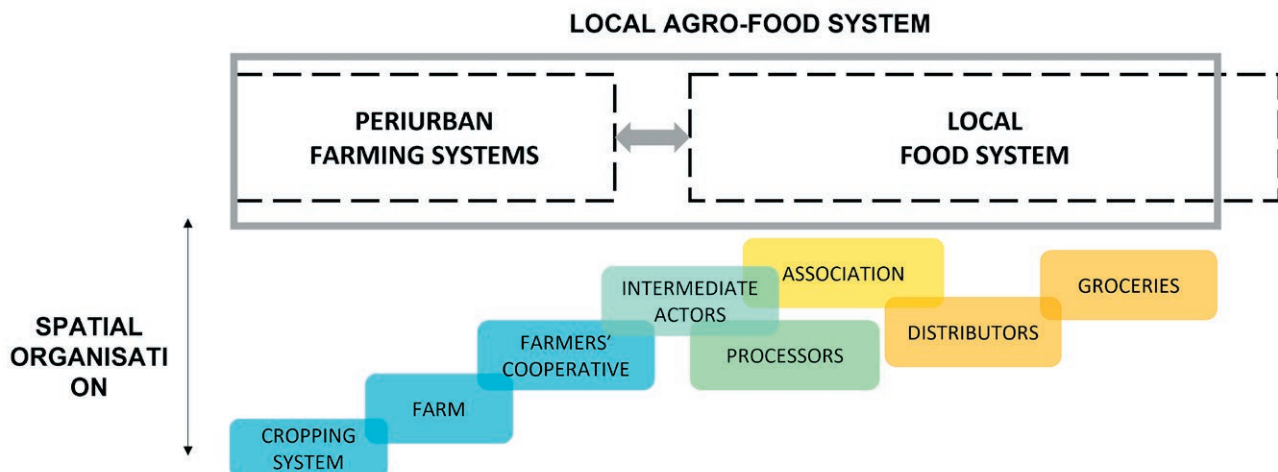 LOCAL AGRO-FOOD SYSTEM
PERIURBAN
FARMING SYSTEMS
LOCAL
FOOD SYSTEM
SPATIAL
ORGANISATI
ON
ASSOCIATION
GROCERIES
INTERMEDIATE
ACTORS
DISTRIBUTORS
FARMERS’
COOPERATIVE
PROCESSORS
FARM
CROPPING
SYSTEM